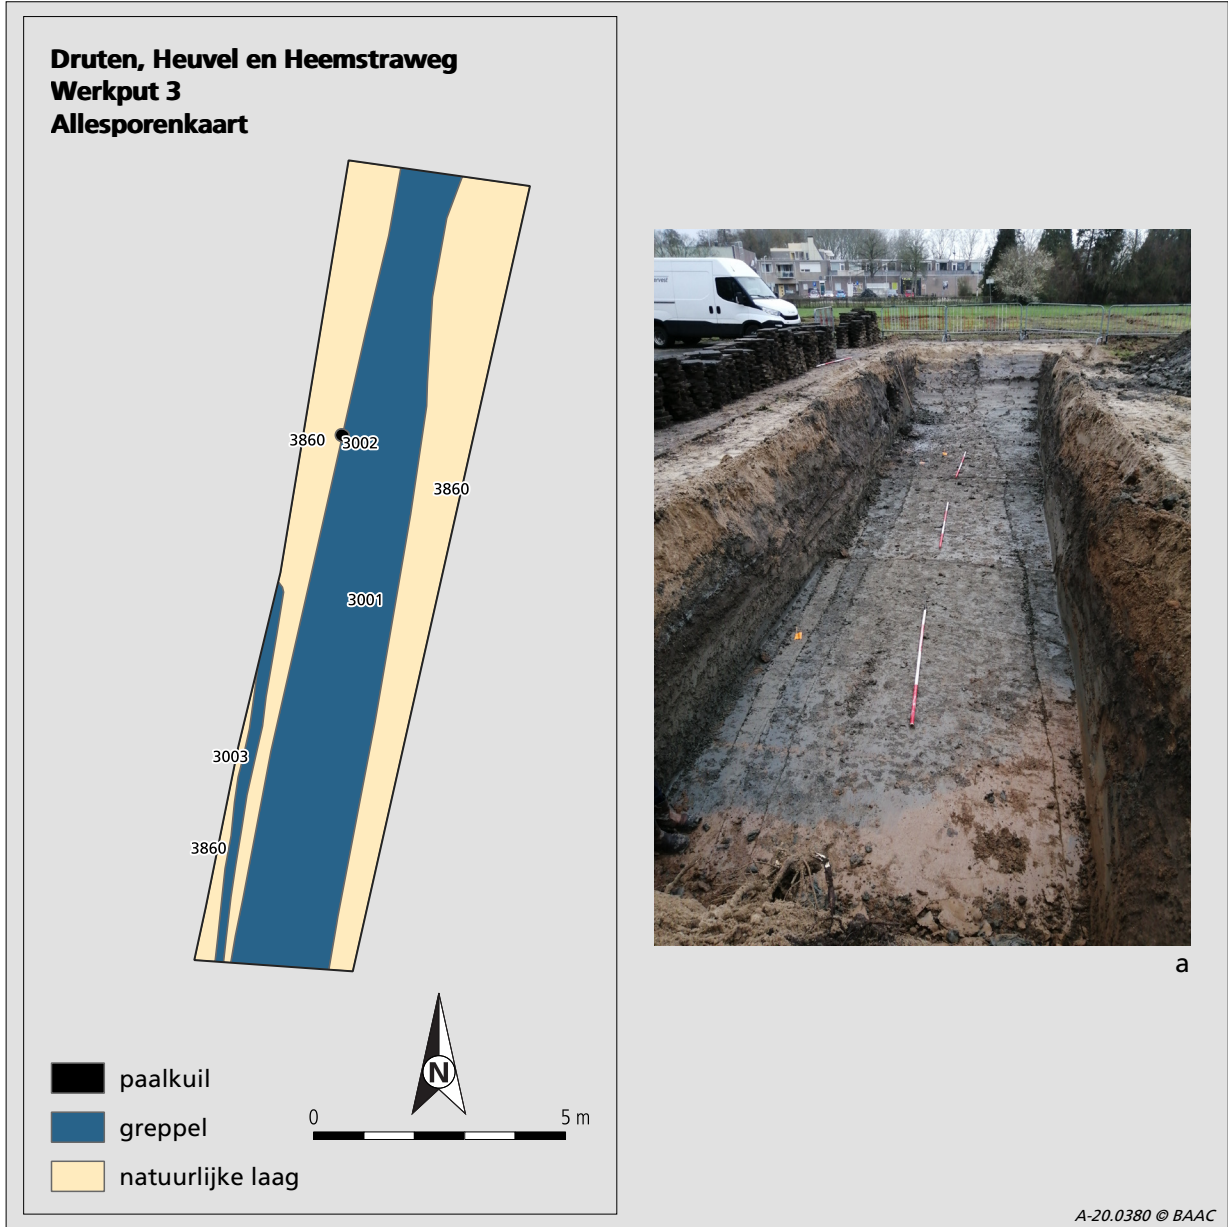 Druten, Heuvel en Heemstraweg
Werkput 3
Allesporenkaart
3860
3002
3860
3001
3003
3860
N
paalkuil
greppel
natuurlijke laag
0
5 m
a
A-20.0380 © BAAC